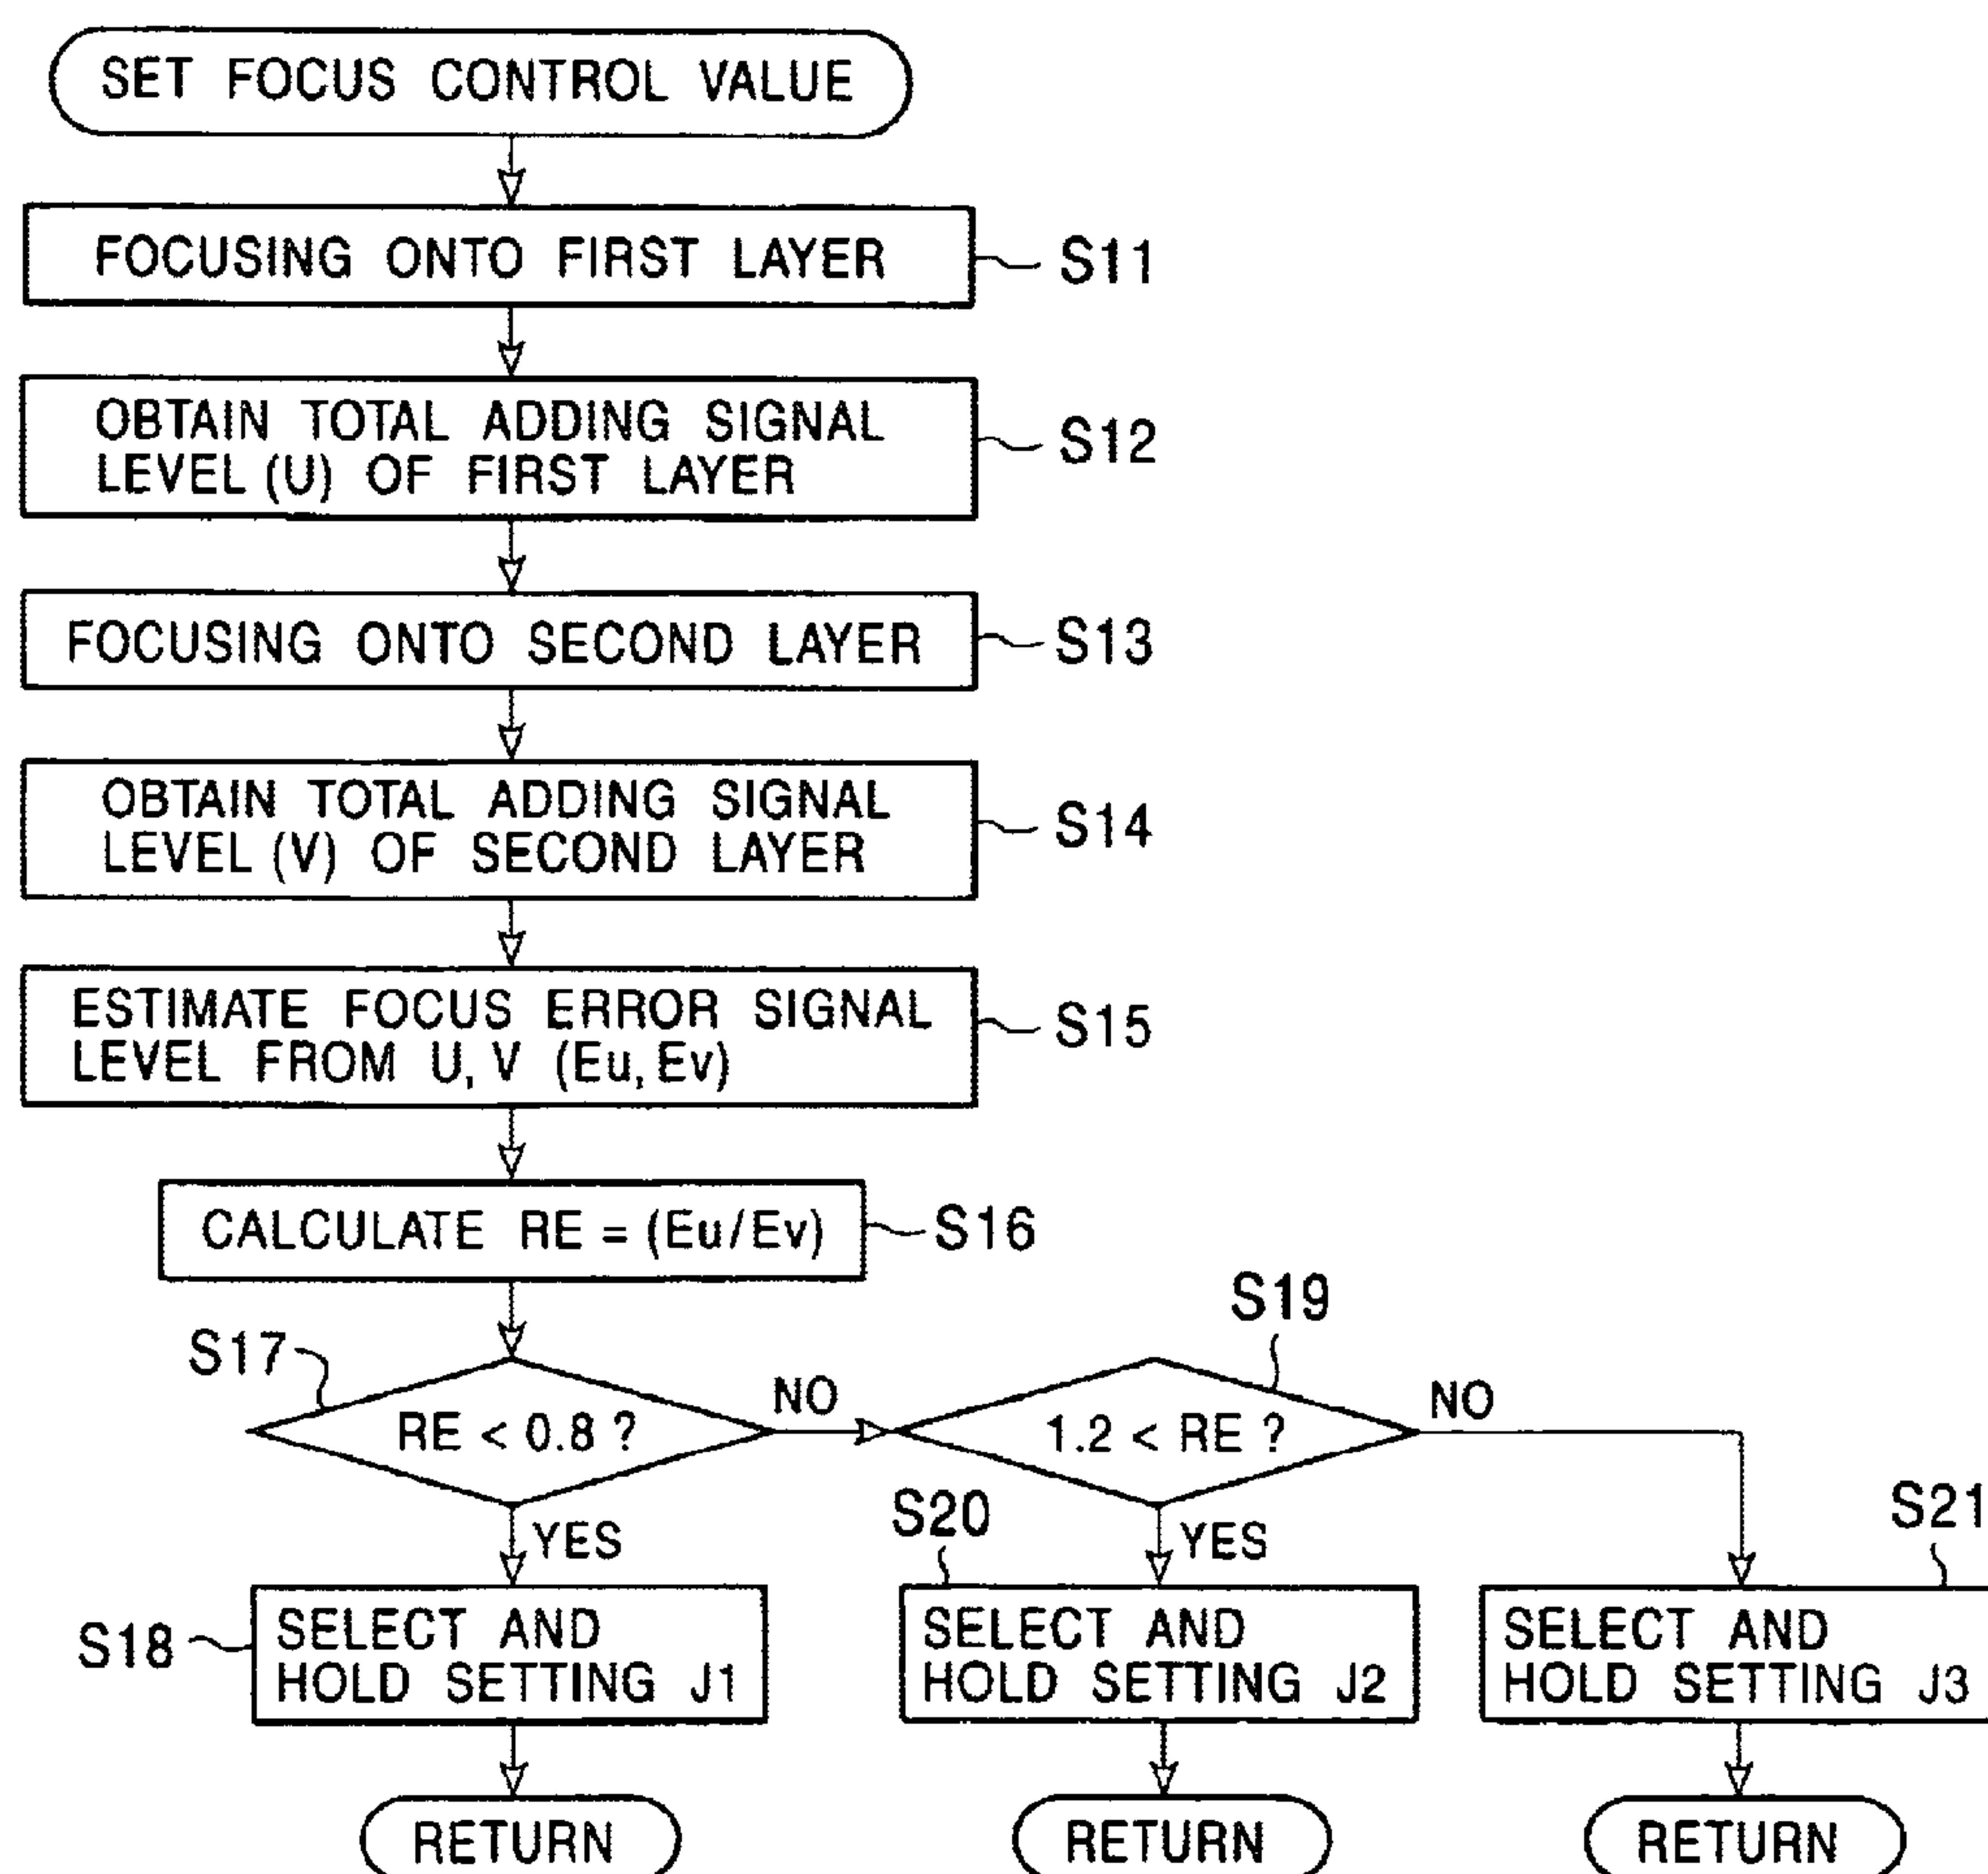 SET FOCUS CONTROL VALUE
FOCUSING ONTO FIRST LAYER
S11
OBTAIN TOTAL ADDING SIGNAL
LEVEL (U) OF FIRST LAYER
S12
FOCUSING ONTO SECOND LAYER
S13
OBTAIN TOTAL ADDING SIGNAL
LEVEL (V) OF SECOND LAYER
S14
ESTIMATE FOCUS ERROR SIGNAL
LEVEL FROM U, V (Eu, Ev)
S15
CALCULATE RE = (Eu/Ev)
S16
S17
RE < 0.8 ?
NO
YES
S19
1.2 < RE ?
NO
YES
S18
SELECT AND
HOLD SETTING J1
S20
SELECT AND
HOLD SETTING J2
S21
SELECT AND
HOLD SETTING J3
RETURN
RETURN
RETURN